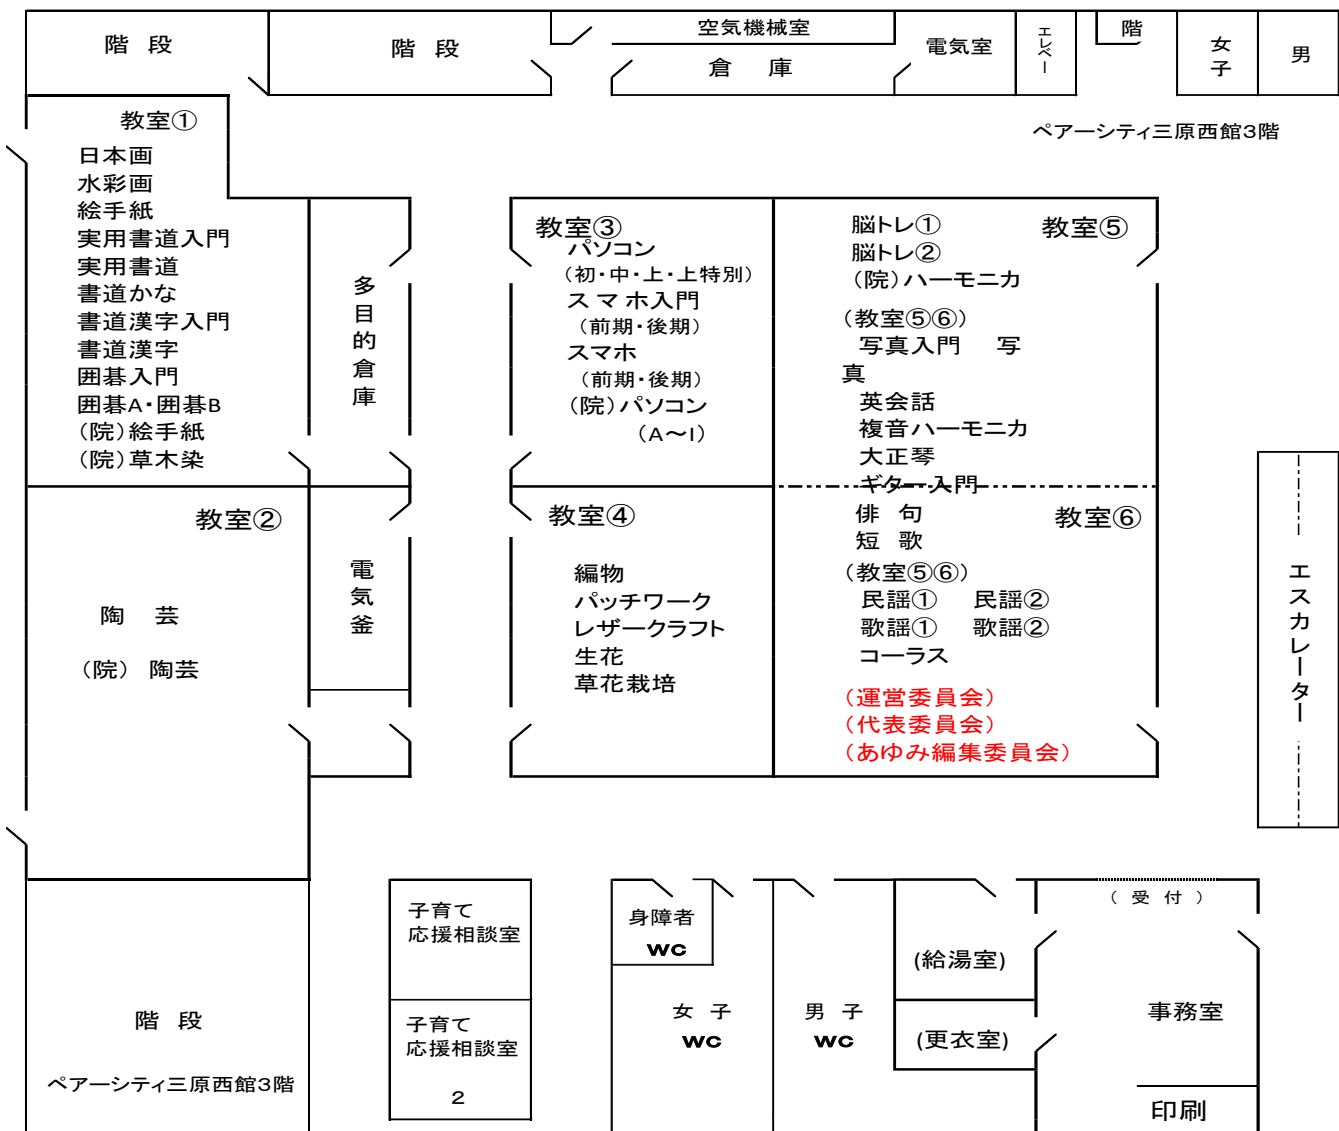 階 段
階 段
空気機械室
倉 庫
電気室
エレベー
階
女子
男
ペアーシティ三原西館3階
教室①
日本画
水彩画
絵手紙
実用書道入門
実用書道
書道かな
書道漢字入門
書道漢字
囲碁入門
囲碁A・囲碁B
(院)絵手紙
(院)草木染
多目的倉庫
教室③
パソコン
(初・中・上・上特別)
スマホ入門
(前期・後期)
スマホ
(前期・後期)
(院)パソコン
(A～I)
教室⑤
脳トレ①
脳トレ②
(院)ハーモニカ
(教室⑤⑥)
写真入門 写
真
英会話
複音ハーモニカ
大正琴
ギター入門
教室②
陶 芸
(院) 陶芸
電気釜
教室④
編物
パッチワーク
レザークラフト
生花
草花栽培
教室⑥
俳 句
短 歌
(教室⑤⑥)
民謡① 民謡②
歌謡① 歌謡②
コーラス
(運営委員会)
(代表委員会)
(あゆみ編集委員会)
エスカレーター
階 段
ペアーシティ三原西館3階
子育て
応援相談室
子育て
応援相談室
2
身障者
WC
女 子
WC
男 子
WC
(給湯室)
(更衣室)
(受付)
事務室
印刷